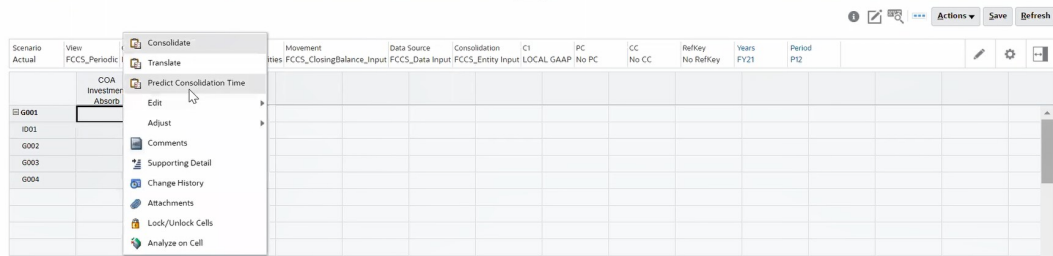 Actions Save Refresh
Scenario View Movement Data Source Consolidation C1 PC CC RefKey Years Period
Actual FCCS_Periodic ities FCCS_ClosingBalance_Input FCCS_Data Input FCCS_Entity Input LOCAL GAAP No PC No CC No RefKey FY21 P12
COA
Investmer
Absorb
G001
ID01
G002
G003
G004
Consolidate
Translate
Predict Consolidation Time
Edit
Adjust
Comments
Supporting Detail
Change History
Attachments
Lock/Unlock Cells
Analyze on Cell